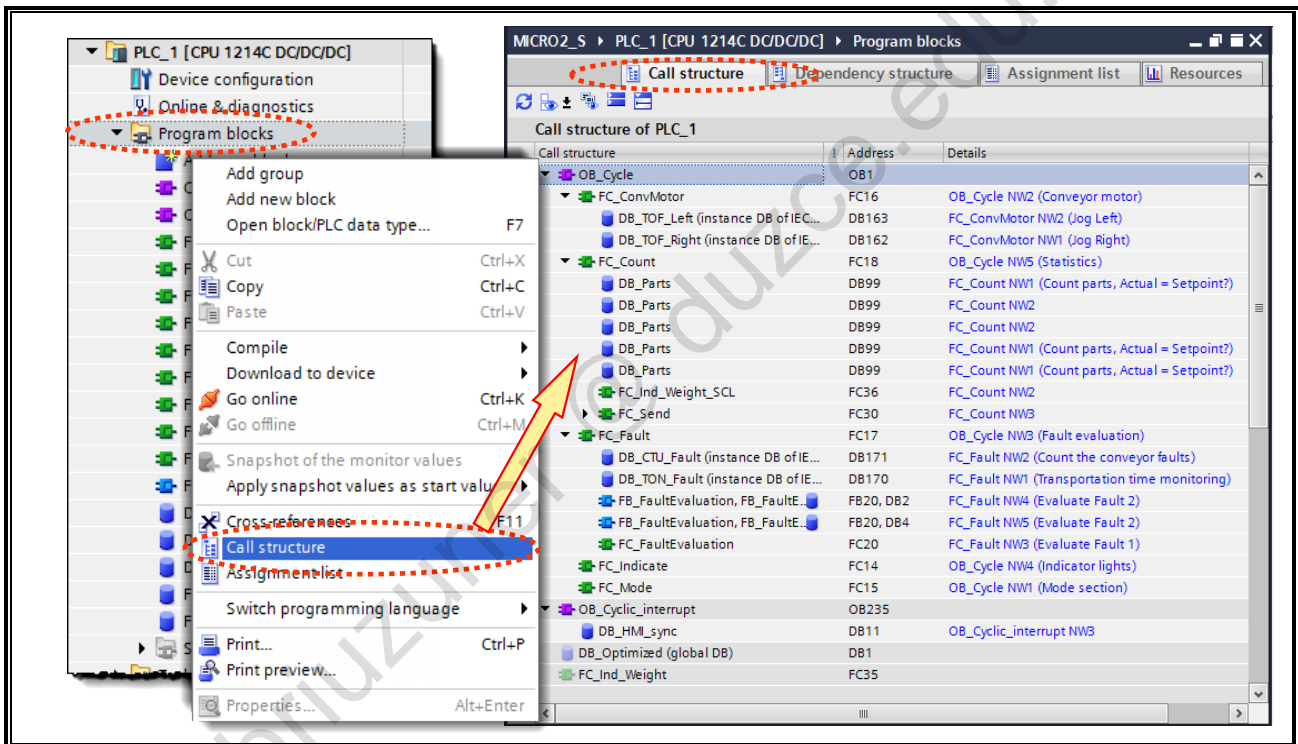 PLC_1 [CPU 1214C DC/DC/DC]
Device configuration
Online & diagnostics
Program blocks
Add group
Add new block
Open block/PLC data type... F7
Cut Ctrl+X
Copy Ctrl+C
Paste Ctrl+V
Compile
Download to device
Go online Ctrl+K
Go offline Ctrl+M
Snapshot of the monitor values
Apply snapshot values as start values
Cross-references F11
Call structure
Assignment list
Switch programming language
Print... Ctrl+P
Print preview...
Properties... Alt+Enter
MICRO2_S PLC_1 [CPU 1214C DC/DC/DC] Program blocks
Call structure Dependency structure Assignment list Resources
Call structure of PLC_1
Call structure ! Address Details
OB_Cycle OB1
FC_ConvMotor FC16 OB_Cycle NW2 (Conveyor motor)
DB_TOF_Left (instance DB of IEC... DB163 FC_ConvMotor NW2 (Jog Left)
DB_TOF_Right (instance DB of IE... DB162 FC_ConvMotor NW1 (Jog Right)
FC_Count FC18 OB_Cycle NW5 (Statistics)
DB_Parts DB99 FC_Count NW1 (Count parts, Actual = Setpoint?)
DB_Parts DB99 FC_Count NW2
DB_Parts DB99 FC_Count NW2
DB_Parts DB99 FC_Count NW1 (Count parts, Actual = Setpoint?)
DB_Parts DB99 FC_Count NW1 (Count parts, Actual = Setpoint?)
FC_Ind_Weight_SCL FC36 FC_Count NW2
FC_Send FC30 FC_Count NW3
FC_Fault FC17 OB_Cycle NW3 (Fault evaluation)
DB_CTU_Fault (instance DB of IE... DB171 FC_Fault NW2 (Count the conveyor faults)
DB_TON_Fault (instance DB of IE... DB170 FC_Fault NW1 (Transportation time monitoring)
FB_FaultEvaluation, FB_FaultE... FB20, DB2 FC_Fault NW4 (Evaluate Fault 2)
FB_FaultEvaluation, FB_FaultE... FB20, DB4 FC_Fault NW5 (Evaluate Fault 2)
FC_FaultEvaluation FC20 FC_Fault NW3 (Evaluate Fault 1)
FC_Indicate FC14 OB_Cycle NW4 (Indicator lights)
FC_Mode FC15 OB_Cycle NW1 (Mode section)
OB_Cyclic_interrupt OB235
DB_HMI_sync DB11 OB_Cyclic_interrupt NW3
DB_Optimized (global DB) DB1
FC_Ind_Weight FC35